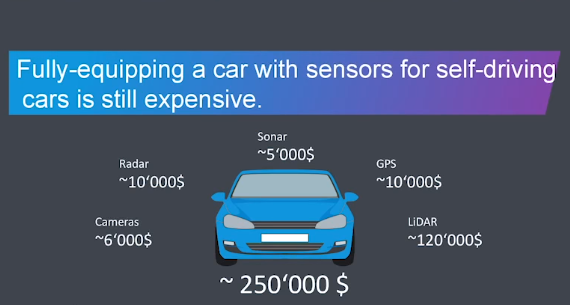 Fully-equipping a car with sensors for self-driving
cars is still expensive.
Sonar
~5‘000$
Radar
~10‘000$
GPS
~10‘000$
Cameras
~6‘000$
LiDAR
~120‘000$
~ 250‘000 $